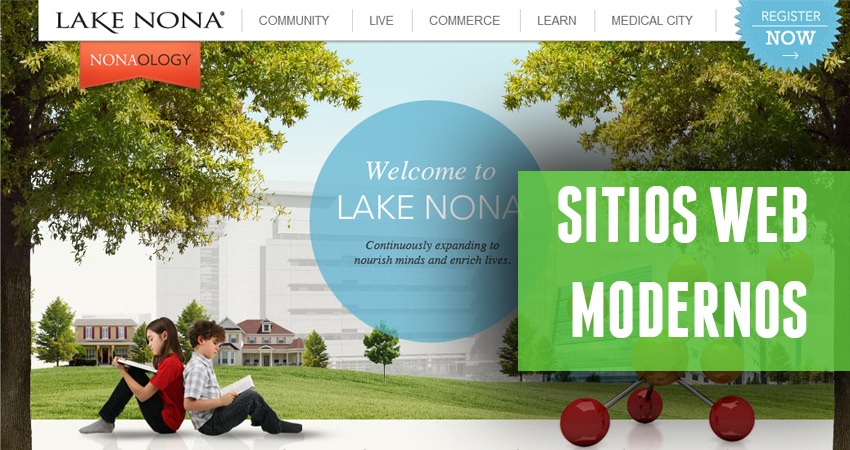 LAKE NONA®
COMMUNITY
LIVE
COMMERCE
LEARN
MEDICAL CITY
REGISTER
NOW
NONAOLOGY
Welcome to
LAKE NONA
Continuously expanding to
nourish minds and enrich lives.
SITIOS WEB
MODERNOS